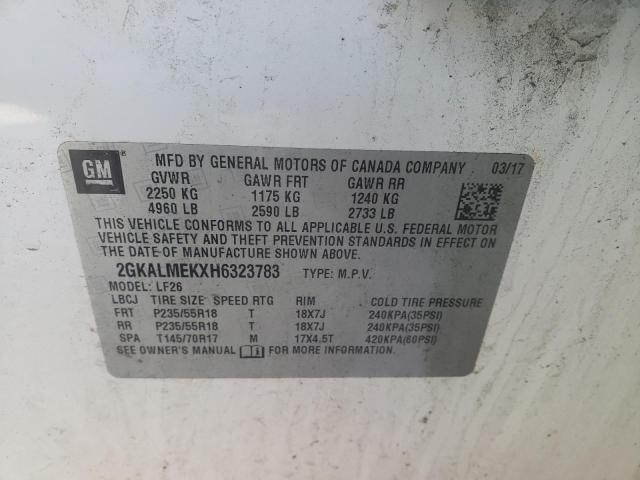 GM MFD BY GENERAL MOTORS OF CANADA COMPANY 03/17
GVWR GAWR FRT GAWR RR
2250 KG 1175 KG 1240 KG
4960 LB 2590 LB 2733 LB
THIS VEHICLE CONFORMS TO ALL APPLICABLE U.S. FEDERAL MOTOR
VEHICLE SAFETY AND THEFT PREVENTION STANDARDS IN EFFECT
ON THE DATE OF MANUFACTURE SHOWN ABOVE.
2GKALMEKXH6323783 TYPE: M.P.V.
MODEL: LF26
LBCJ TIRE SIZE SPEED RTG RIM COLD TIRE PRESSURE
FRT P235/55R18 T 18X7J 240KPA(35PSI)
RR P235/55R18 T 18X7J 240KPA(35PSI)
SPA T145/70R17 M 17X4.5T 420KPA(60PSI)
SEE OWNER'S MANUAL FOR MORE INFORMATION.